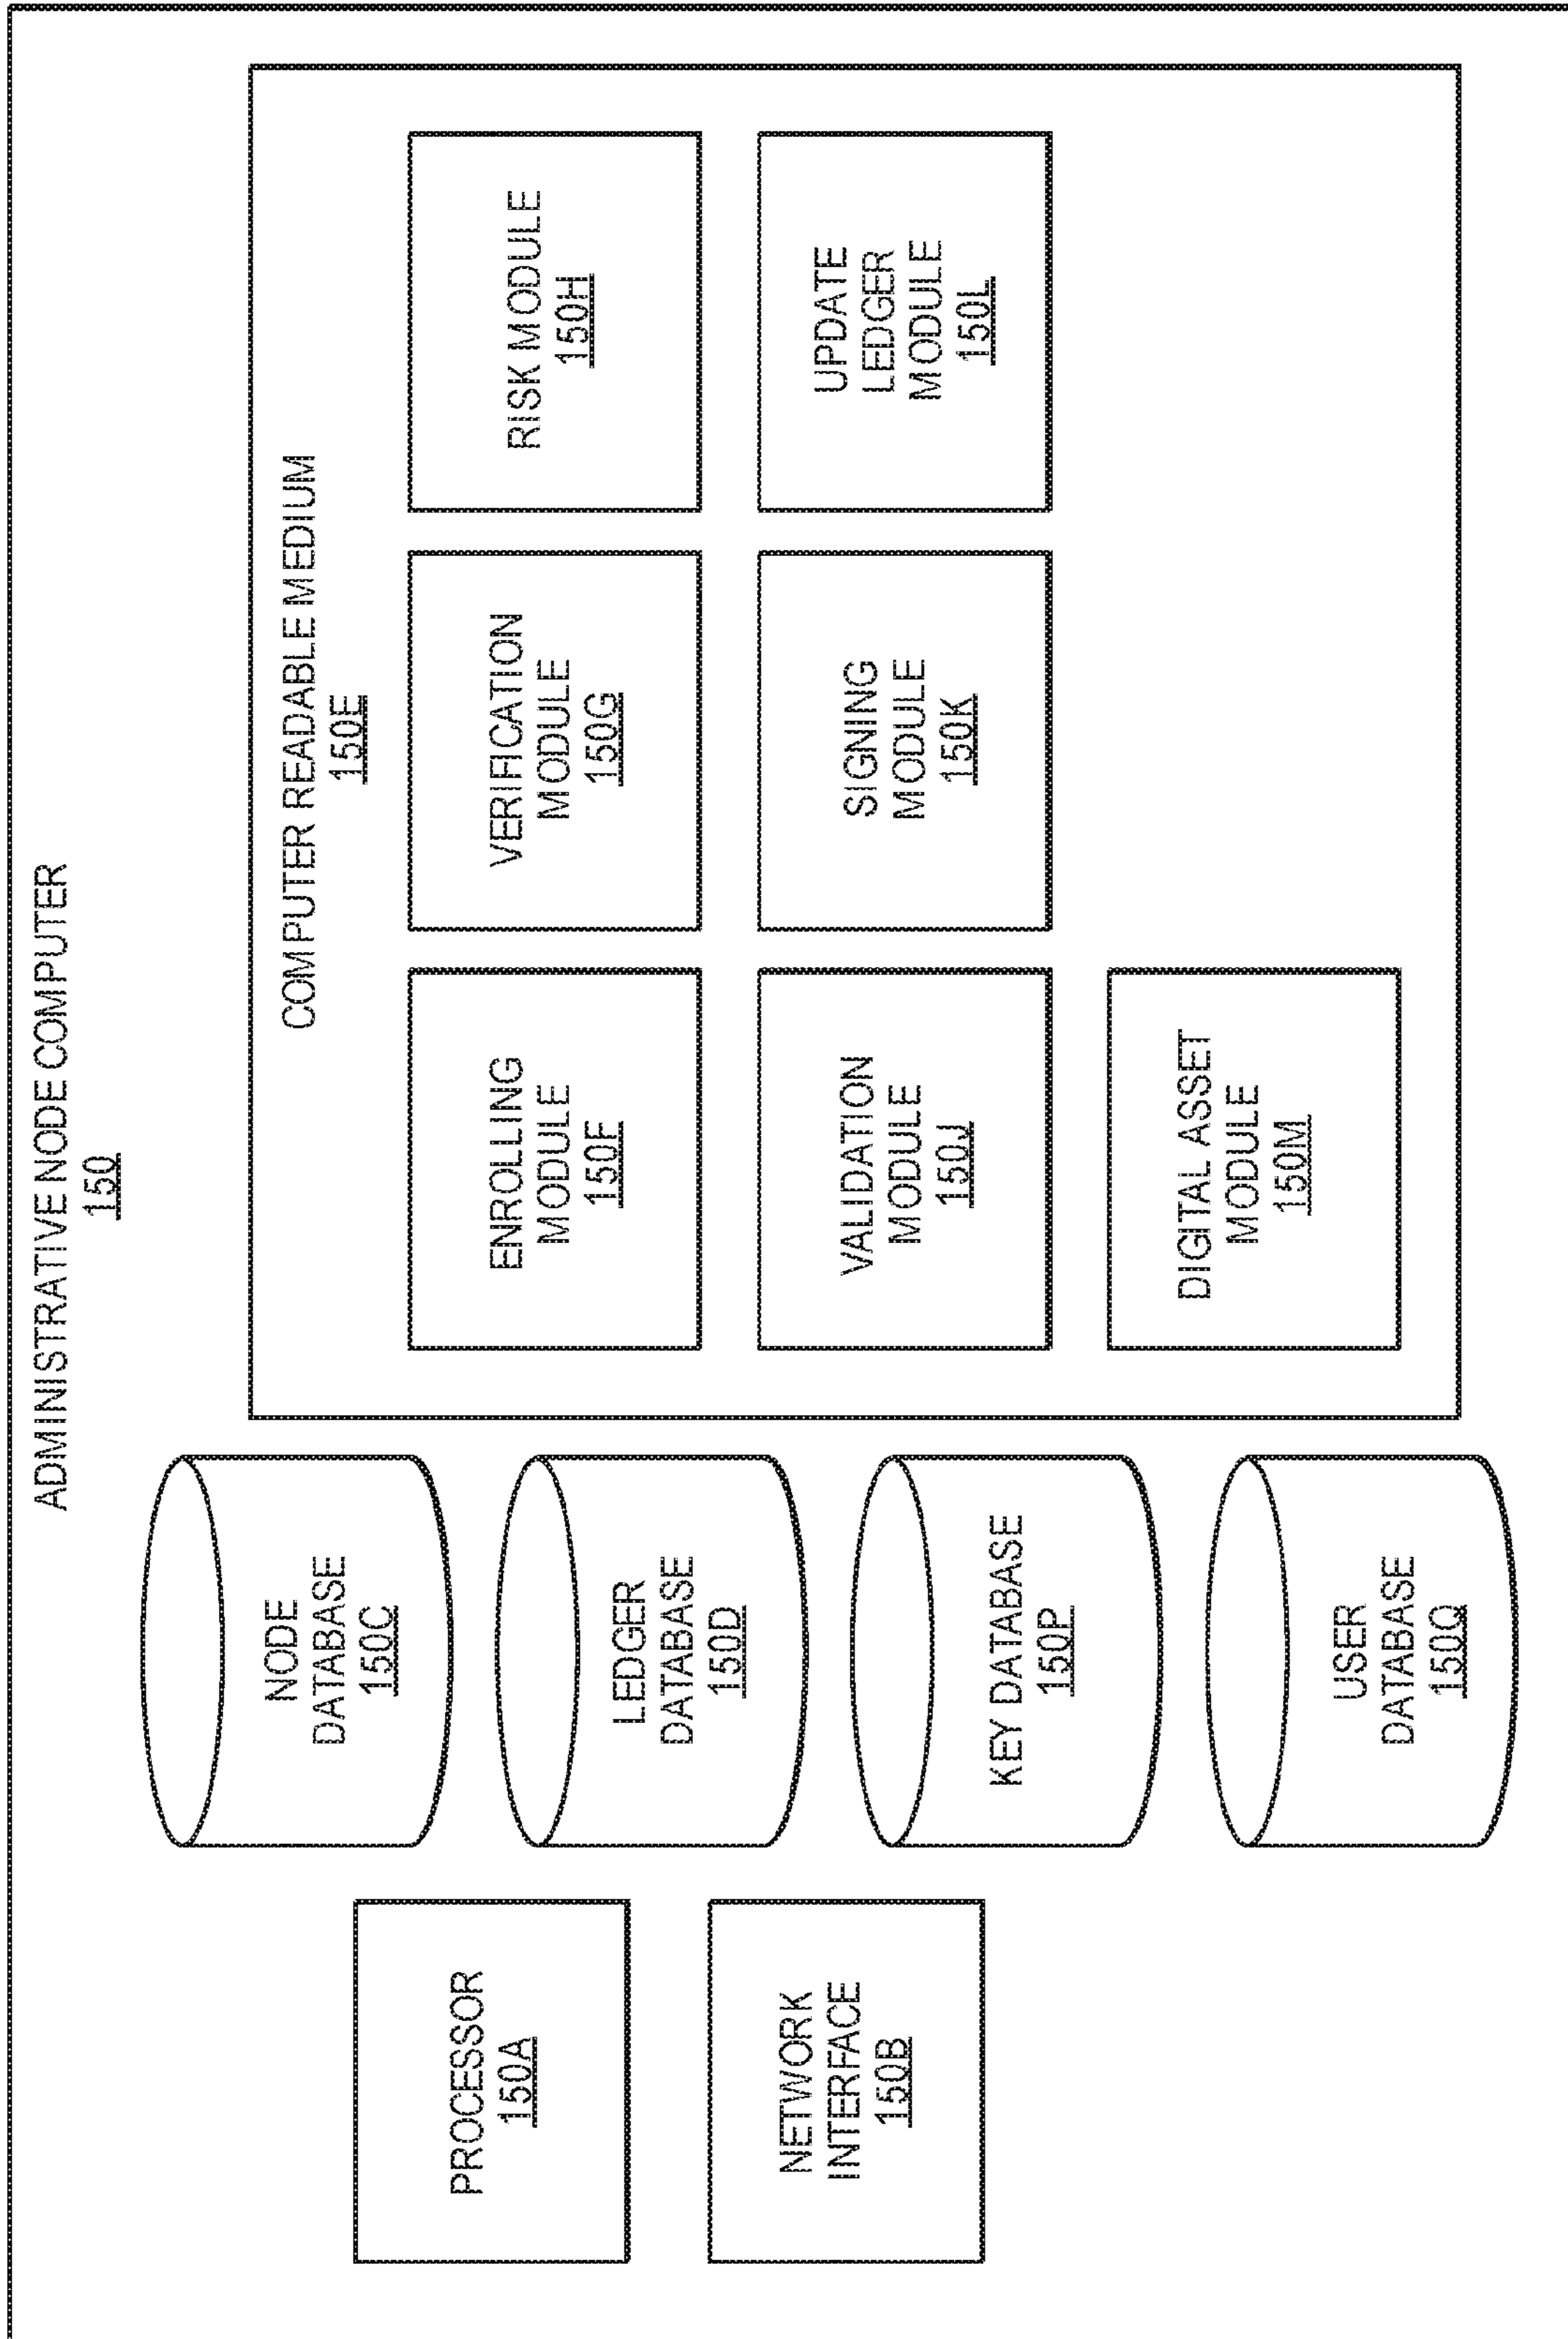 ADMINISTRATIVE NODE COMPUTER
150
PROCESSOR
150A
NETWORK
INTERFACE
150B
NODE
DATABASE
150C
LEDGER
DATABASE
150D
KEY DATABASE
150P
USER
DATABASE
150Q
COMPUTER READABLE MEDIUM
150E
ENROLLING
MODULE
150F
VERIFICATION
MODULE
150G
RISK MODULE
150H
VALIDATION
MODULE
150J
SIGNING
MODULE
150K
UPDATE
LEDGER
MODULE
150L
DIGITAL ASSET
MODULE
150M